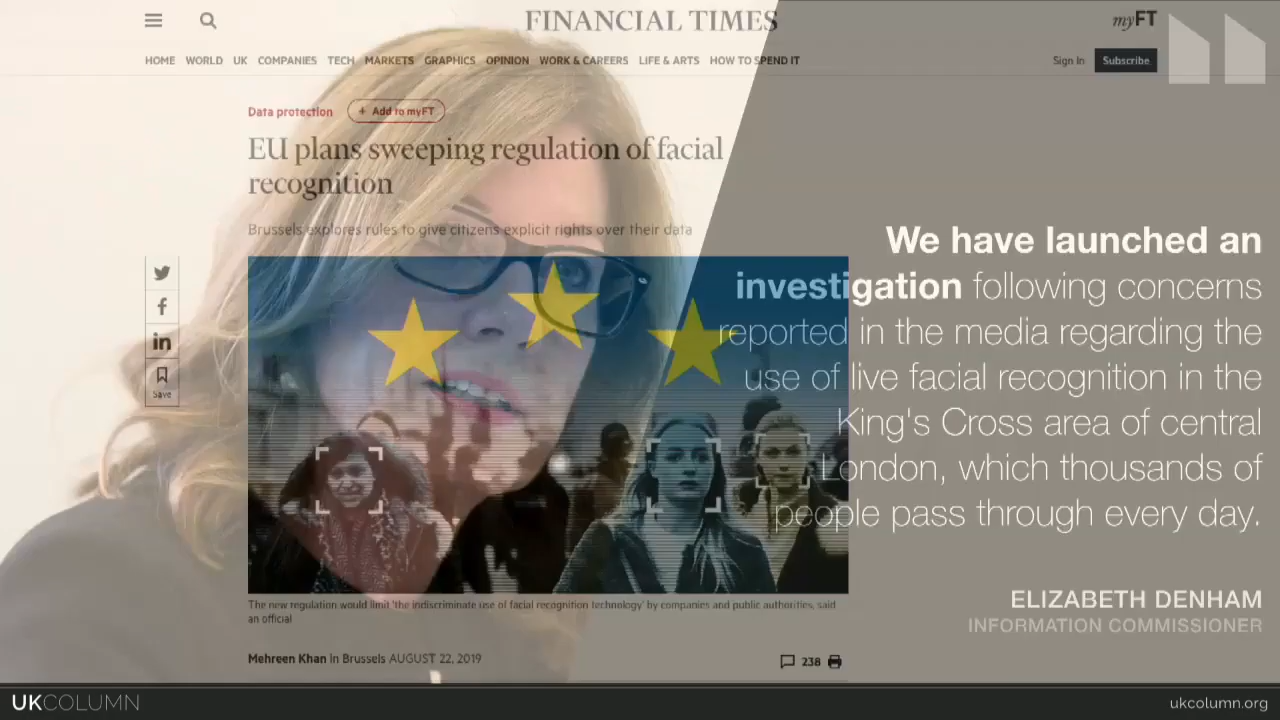 FINANCIAL TIMES
myFT
HOME WORLD UK COMPANIES TECH MARKETS GRAPHICS OPINION WORK & CAREERS LIFE & ARTS HOW TO SPEND IT
Sign In Subscribe
Data protection + Add to myFT
EU plans sweeping regulation of facial
recognition
Brussels explores rules to give citizens explicit rights over their data
Save
The new regulation would limit 'the indiscriminate use of facial recognition technology' by companies and public authorities, said
an official
Mehreen Khan in Brussels AUGUST 22, 2019
238
We have launched an
investigation following concerns
reported in the media regarding the
use of live facial recognition in the
King's Cross area of central
London, which thousands of
people pass through every day.
ELIZABETH DENHAM
INFORMATION COMMISSIONER
UKCOLUMN
ukcolumn.org